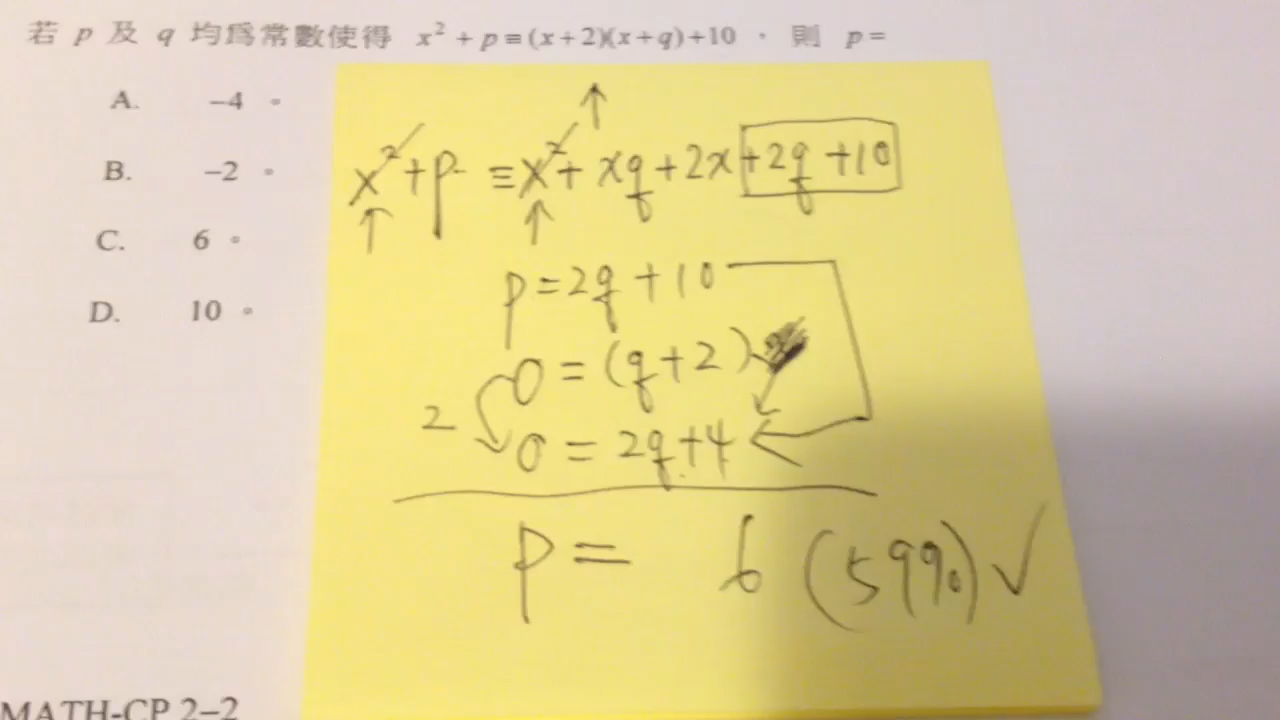 若 p 及 q 均爲常數使得 x² + p ≡ (x+2)(x+q)+10 ，則 p =
A. −4 。
B. −2 。
C. 6 。
D. 10 。
x² + p ≡ x² + xq + 2x + 2q + 10
p = 2q + 10
0 = (q+2)
2
0 = 2q + 4
p = 6 (59%) ✓
MATH-CP 2−2